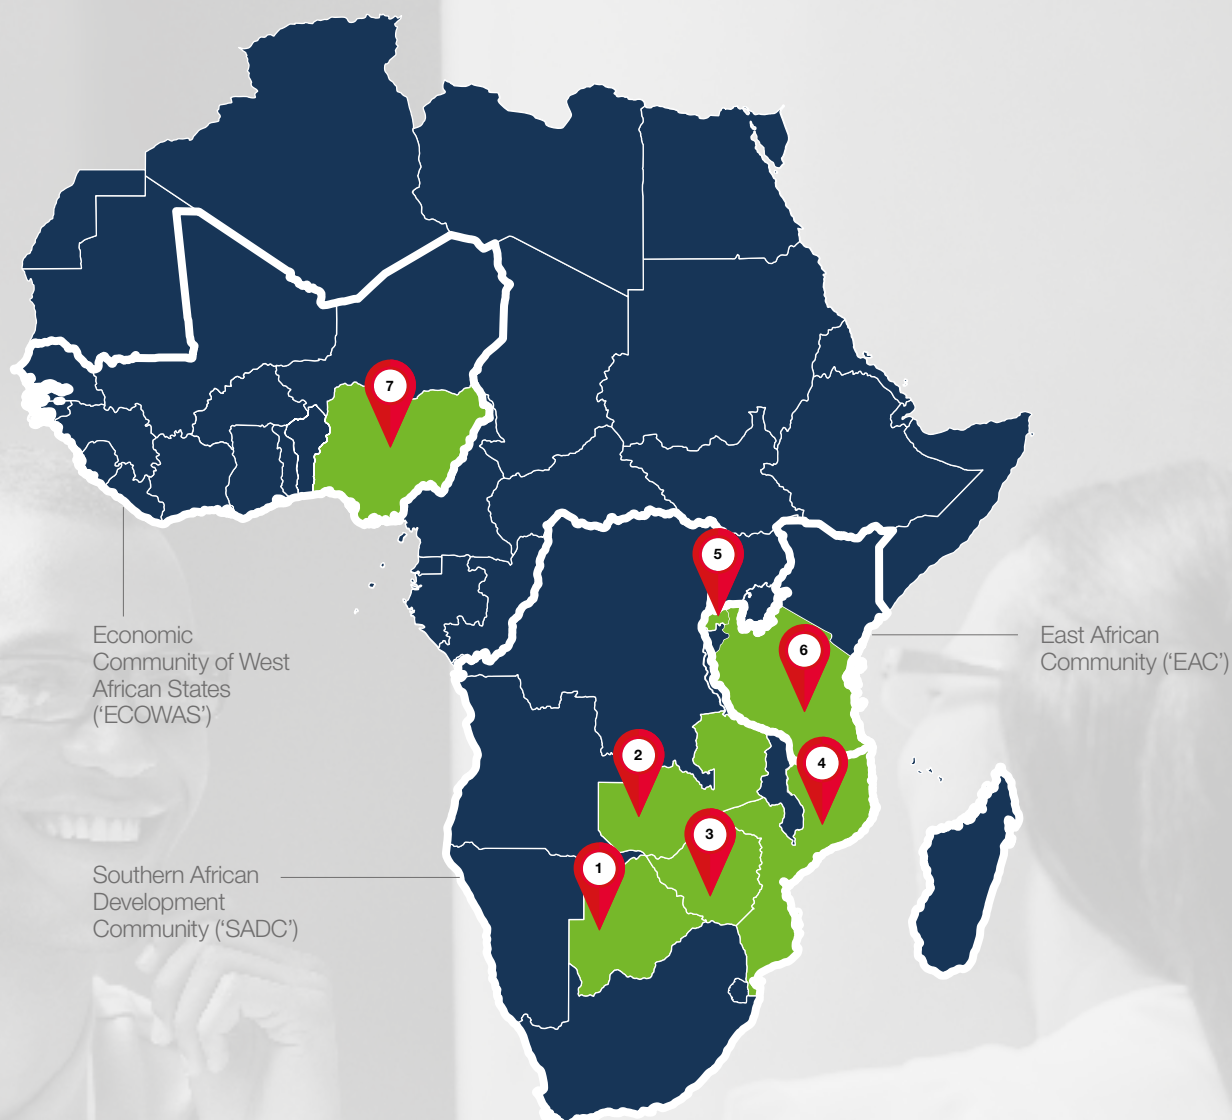 7
5
Economic
Community of West
African States
('ECOWAS')
East African
Community ('EAC')
6
2
4
3
1
Southern African
Development
Community ('SADC')